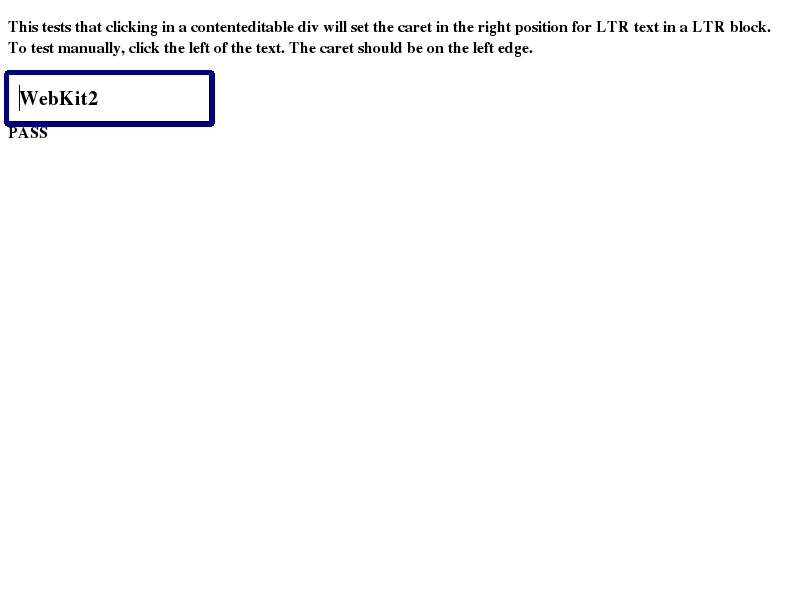 This tests that clicking in a contenteditable div will set the caret in the right position for LTR text in a LTR block.
To test manually, click the left of the text. The caret should be on the left edge.
WebKit2
PASS